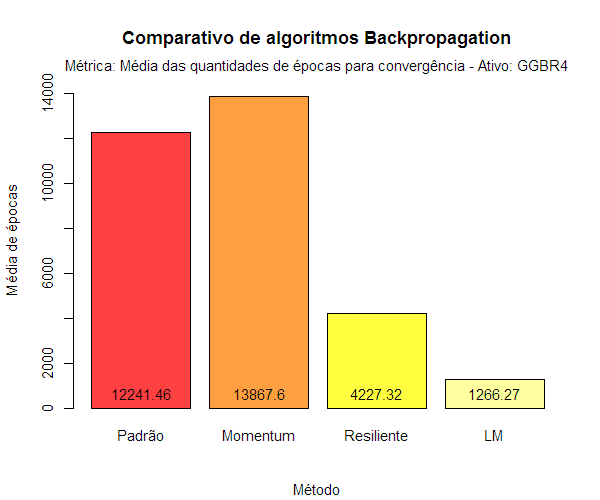 Comparativo de algoritmos Backpropagation
Métrica: Média das quantidades de épocas para convergência - Ativo: GGBR4
Média de épocas
14000
10000
6000
2000
0
12241.46
13867.6
4227.32
1266.27
Padrão
Momentum
Resiliente
LM
Método